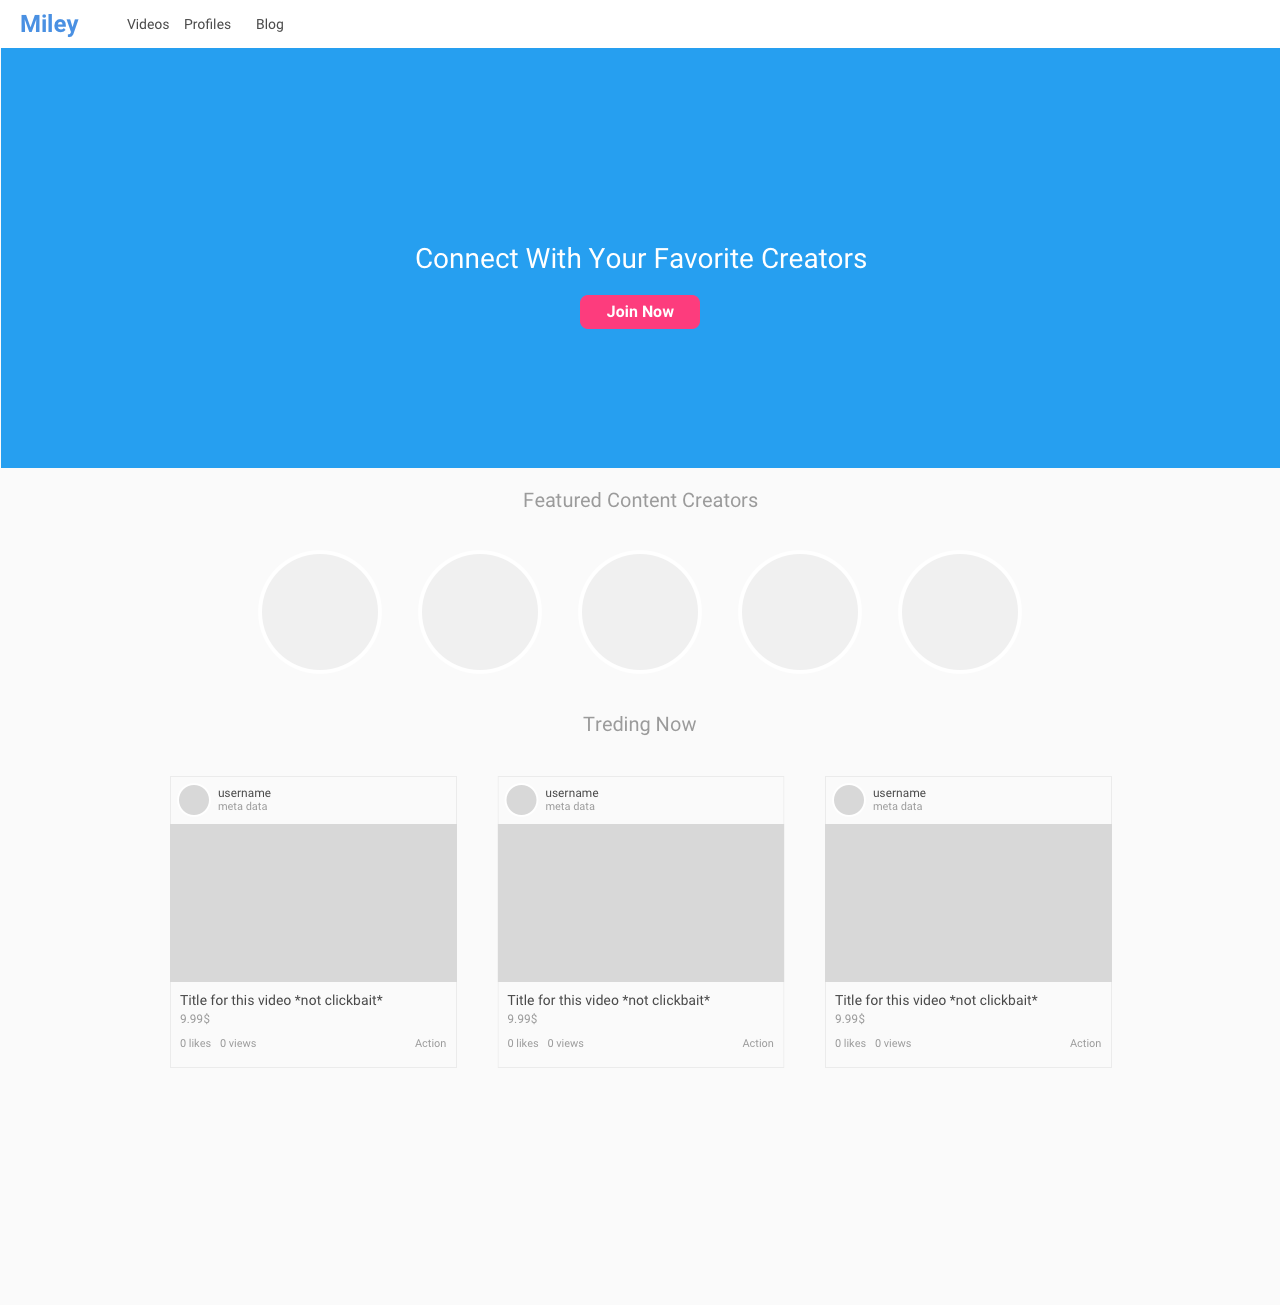 Miley Videos Profiles Blog
Connect With Your Favorite Creators
Join Now
Featured Content Creators
Treding Now
username
meta data
Title for this video *not clickbait*
9.99$
0 likes 0 views Action
username
meta data
Title for this video *not clickbait*
9.99$
0 likes 0 views Action
username
meta data
Title for this video *not clickbait*
9.99$
0 likes 0 views Action